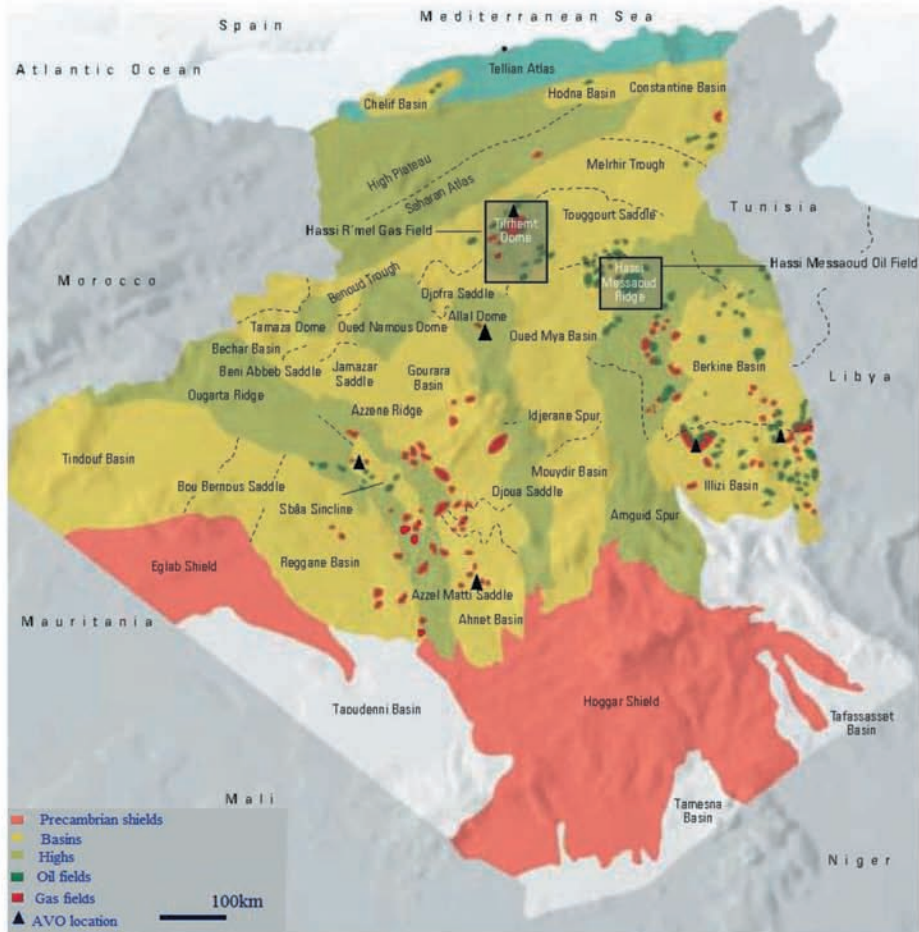 Mediterranean Sea
Spain
Atlantic Ocean
Tellian Atlas
Chelif Basin
Hodna Basin
Constantine Basin
High Plateau
Saharan Atlas
Melrhir Trough
Tunisia
Hassi R'mel Gas Field
Tilrhemt
Dome
Touggourt Saddle
Hassi Messaoud Oil Field
Hassi
Messaoud
Ridge
Morocco
Benoud Trough
Djofra Saddle
Allal Dome
Tamaza Dome
Oued Namous Dome
Oued Mya Basin
Bechar Basin
Beni Abbeb Saddle
Jamazar
Saddle
Gourara
Basin
Berkine Basin
Libya
Ougarta Ridge
Azzene Ridge
Idjerane Spur
Tindouf Basin
Bou Bernous Saddle
Sbâa Sincline
Mouydir Basin
Djoua Saddle
Illizi Basin
Amguid Spur
Eglab Shield
Reggane Basin
Azzel Matti Saddle
Ahnet Basin
Mauritania
Taoudenni Basin
Hoggar Shield
Tafassasset
Basin
Mali
Tamesna
Basin
Niger
Precambrian shields
Basins
Highs
Oil fields
Gas fields
AVO location
100km